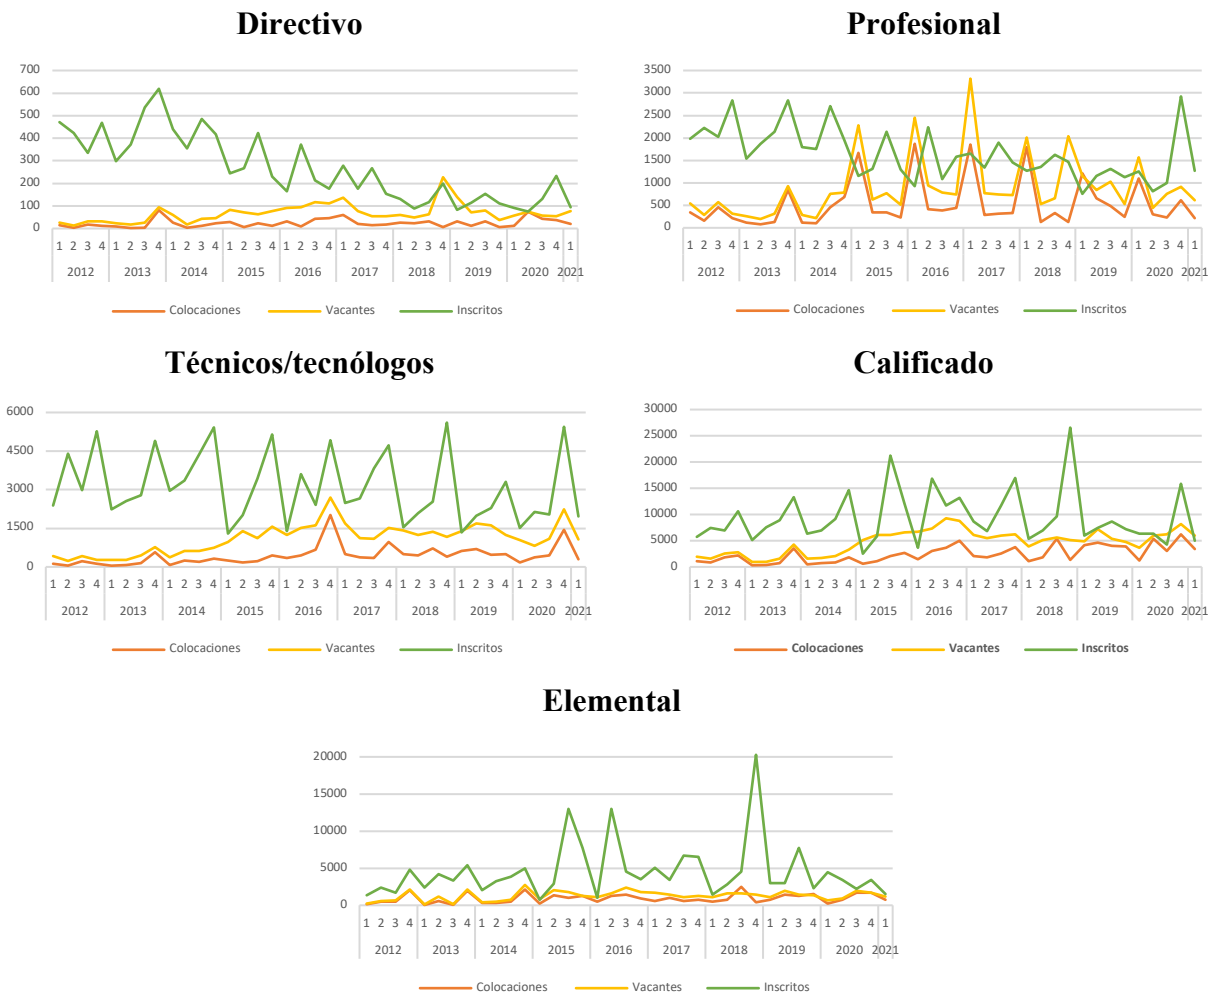 Directivo
700
600
500
400
300
200
100
0
1 2 3 4 1 2 3 4 1 2 3 4 1 2 3 4 1 2 3 4 1 2 3 4 1 2 3 4 1 2 3 4 1 2 3 4 1
2012 2013 2014 2015 2016 2017 2018 2019 2020 2021
Colocaciones Vacantes Inscritos
Profesional
3500
3000
2500
2000
1500
1000
500
0
1 2 3 4 1 2 3 4 1 2 3 4 1 2 3 4 1 2 3 4 1 2 3 4 1 2 3 4 1 2 3 4 1 2 3 4 1
2012 2013 2014 2015 2016 2017 2018 2019 2020 2021
Colocaciones Vacantes Inscritos
Técnicos/tecnólogos
6000
4500
3000
1500
0
1 2 3 4 1 2 3 4 1 2 3 4 1 2 3 4 1 2 3 4 1 2 3 4 1 2 3 4 1 2 3 4 1 2 3 4 1
2012 2013 2014 2015 2016 2017 2018 2019 2020 2021
Colocaciones Vacantes Inscritos
Calificado
30000
25000
20000
15000
10000
5000
0
1 2 3 4 1 2 3 4 1 2 3 4 1 2 3 4 1 2 3 4 1 2 3 4 1 2 3 4 1 2 3 4 1 2 3 4 1
2012 2013 2014 2015 2016 2017 2018 2019 2020 2021
Colocaciones Vacantes Inscritos
Elemental
20000
15000
10000
5000
0
1 2 3 4 1 2 3 4 1 2 3 4 1 2 3 4 1 2 3 4 1 2 3 4 1 2 3 4 1 2 3 4 1 2 3 4 1
2012 2013 2014 2015 2016 2017 2018 2019 2020 2021
Colocaciones Vacantes Inscritos